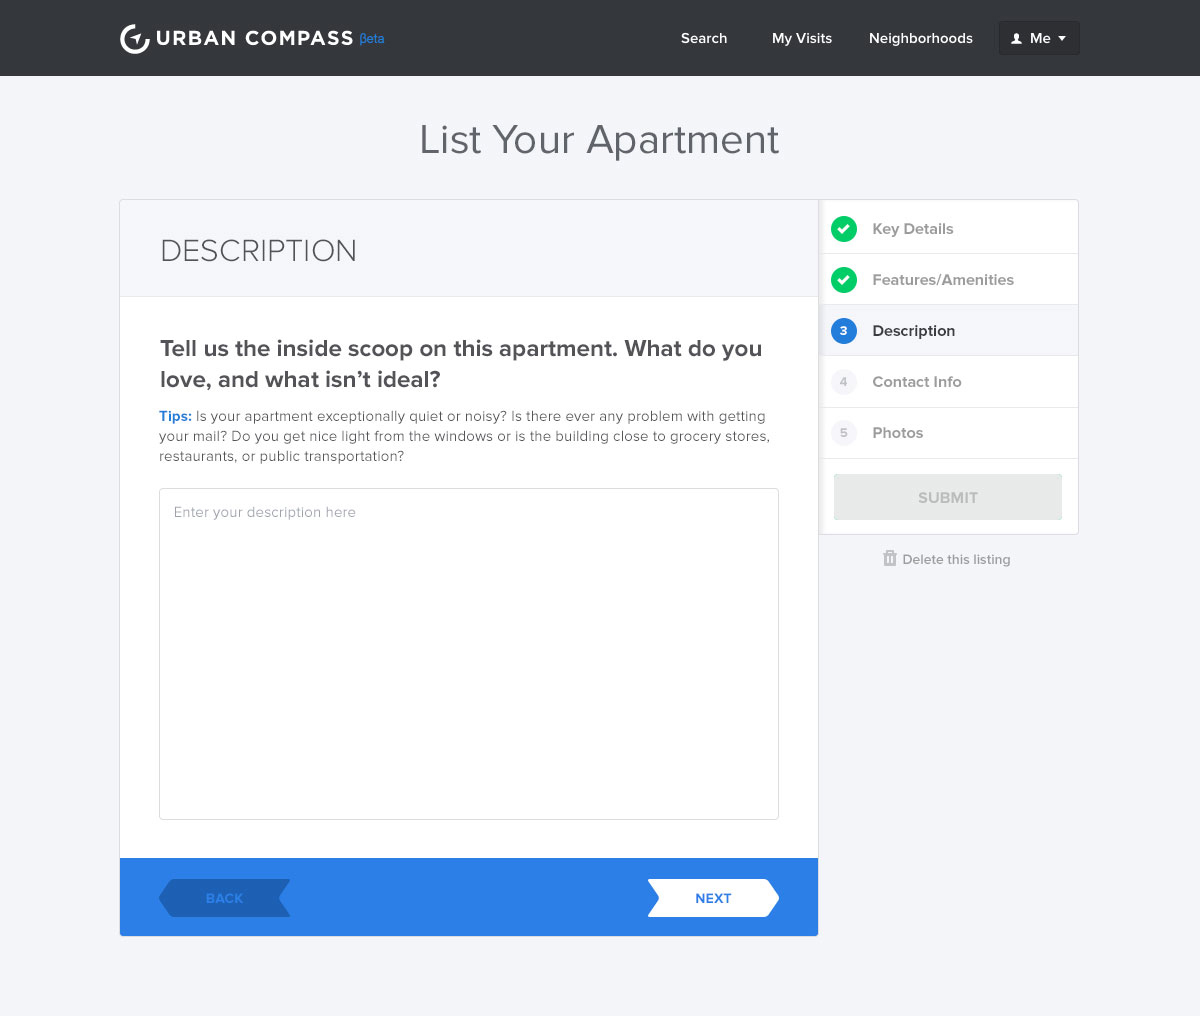 URBAN COMPASS βeta
Search
My Visits
Neighborhoods
Me
List Your Apartment
DESCRIPTION
Tell us the inside scoop on this apartment. What do you
love, and what isn’t ideal?
Tips: Is your apartment exceptionally quiet or noisy? Is there ever any problem with getting
your mail? Do you get nice light from the windows or is the building close to grocery stores,
restaurants, or public transportation?
Enter your description here
BACK
NEXT
Key Details
Features/Amenities
3 Description
4 Contact Info
5 Photos
SUBMIT
Delete this listing